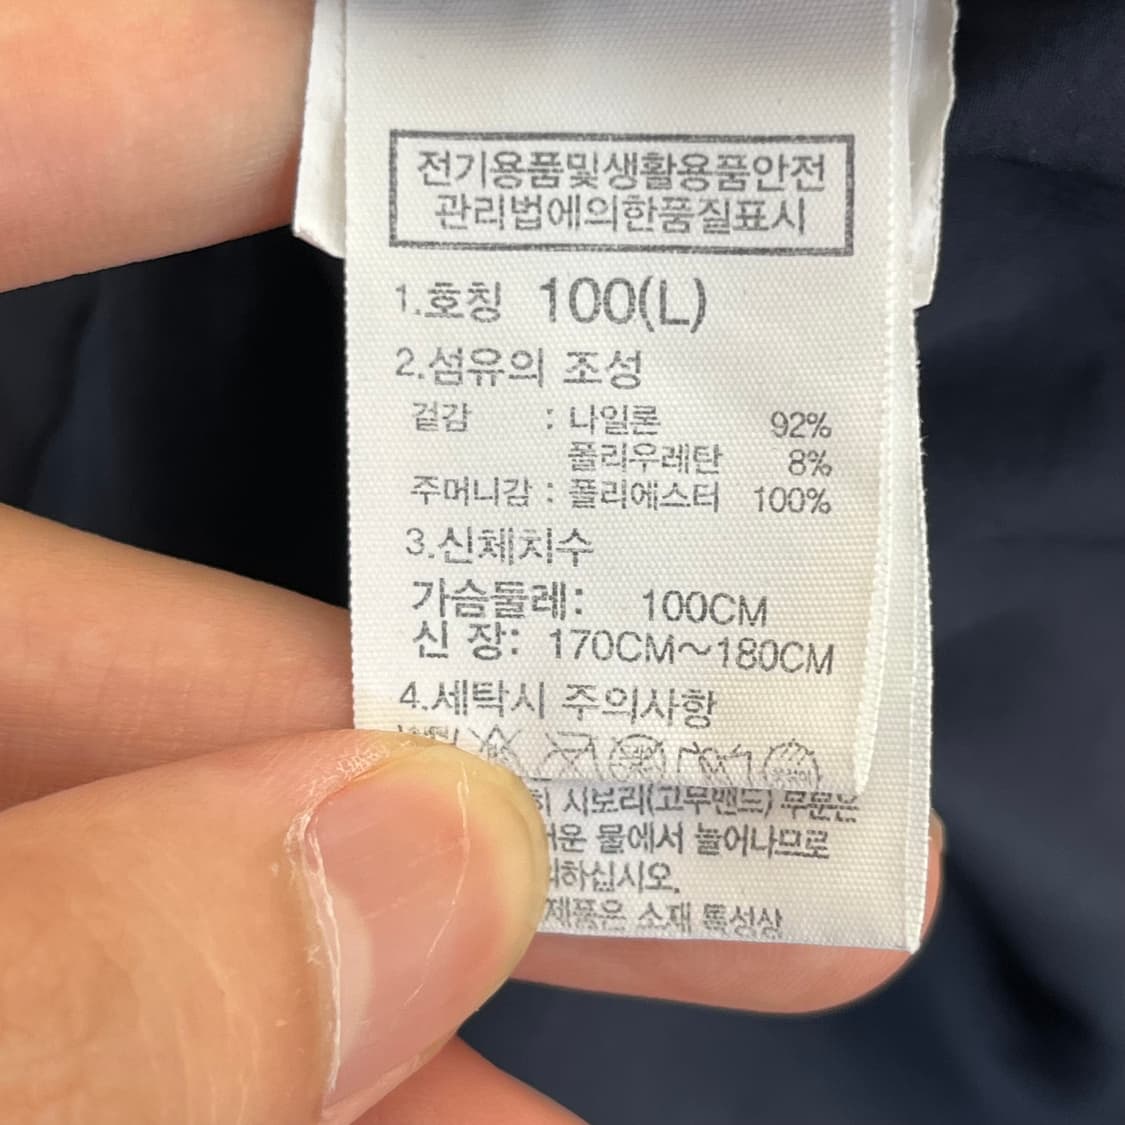 전기용품및생활용품안전
관리법에의한품질표시
1.호칭 100(L)
2.섬유의 조성
겉감 : 나일론 92%
폴리우레탄 8%
주머니감 : 폴리에스터 100%
3.신체치수
가슴둘레: 100CM
신 장: 170CM~180CM
4.세탁시 주의사항
시보리(고무밴드) 부분은
물에서 늘어나므로
하십시오.
제품은 소재 특성상